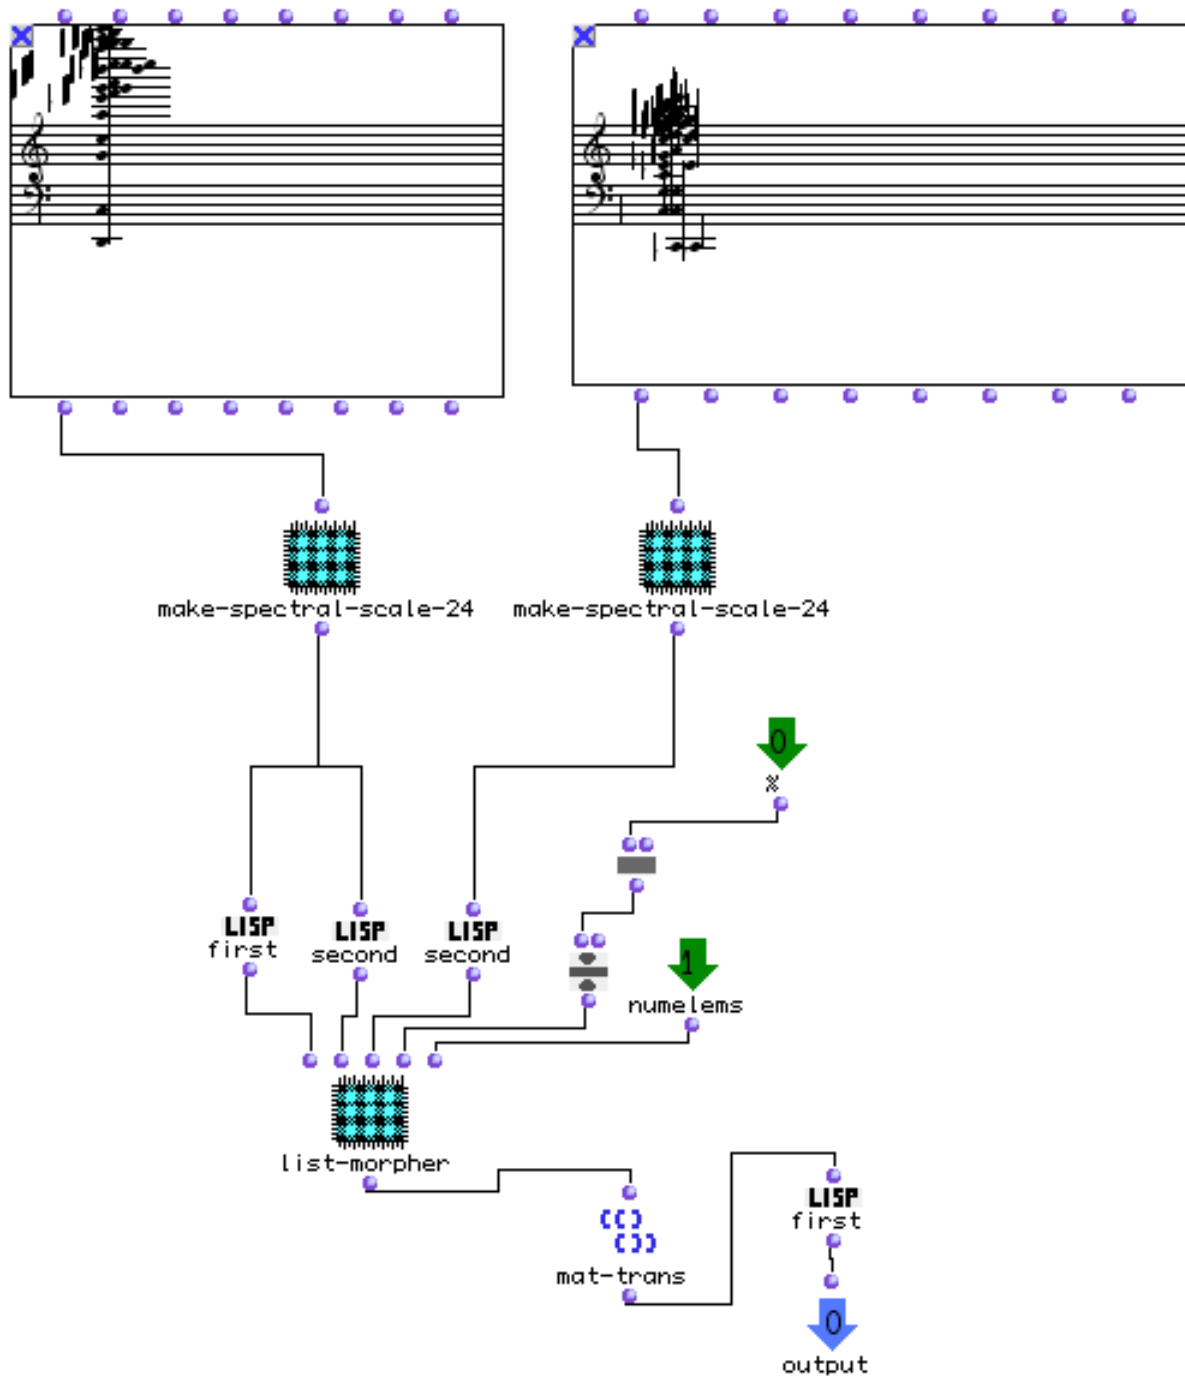 make-spectral-scale-24
make-spectral-scale-24
0
%
LISP
first
LISP
second
LISP
second
1
numelems
list-morpher
LISP
first
mat-trans
0
output